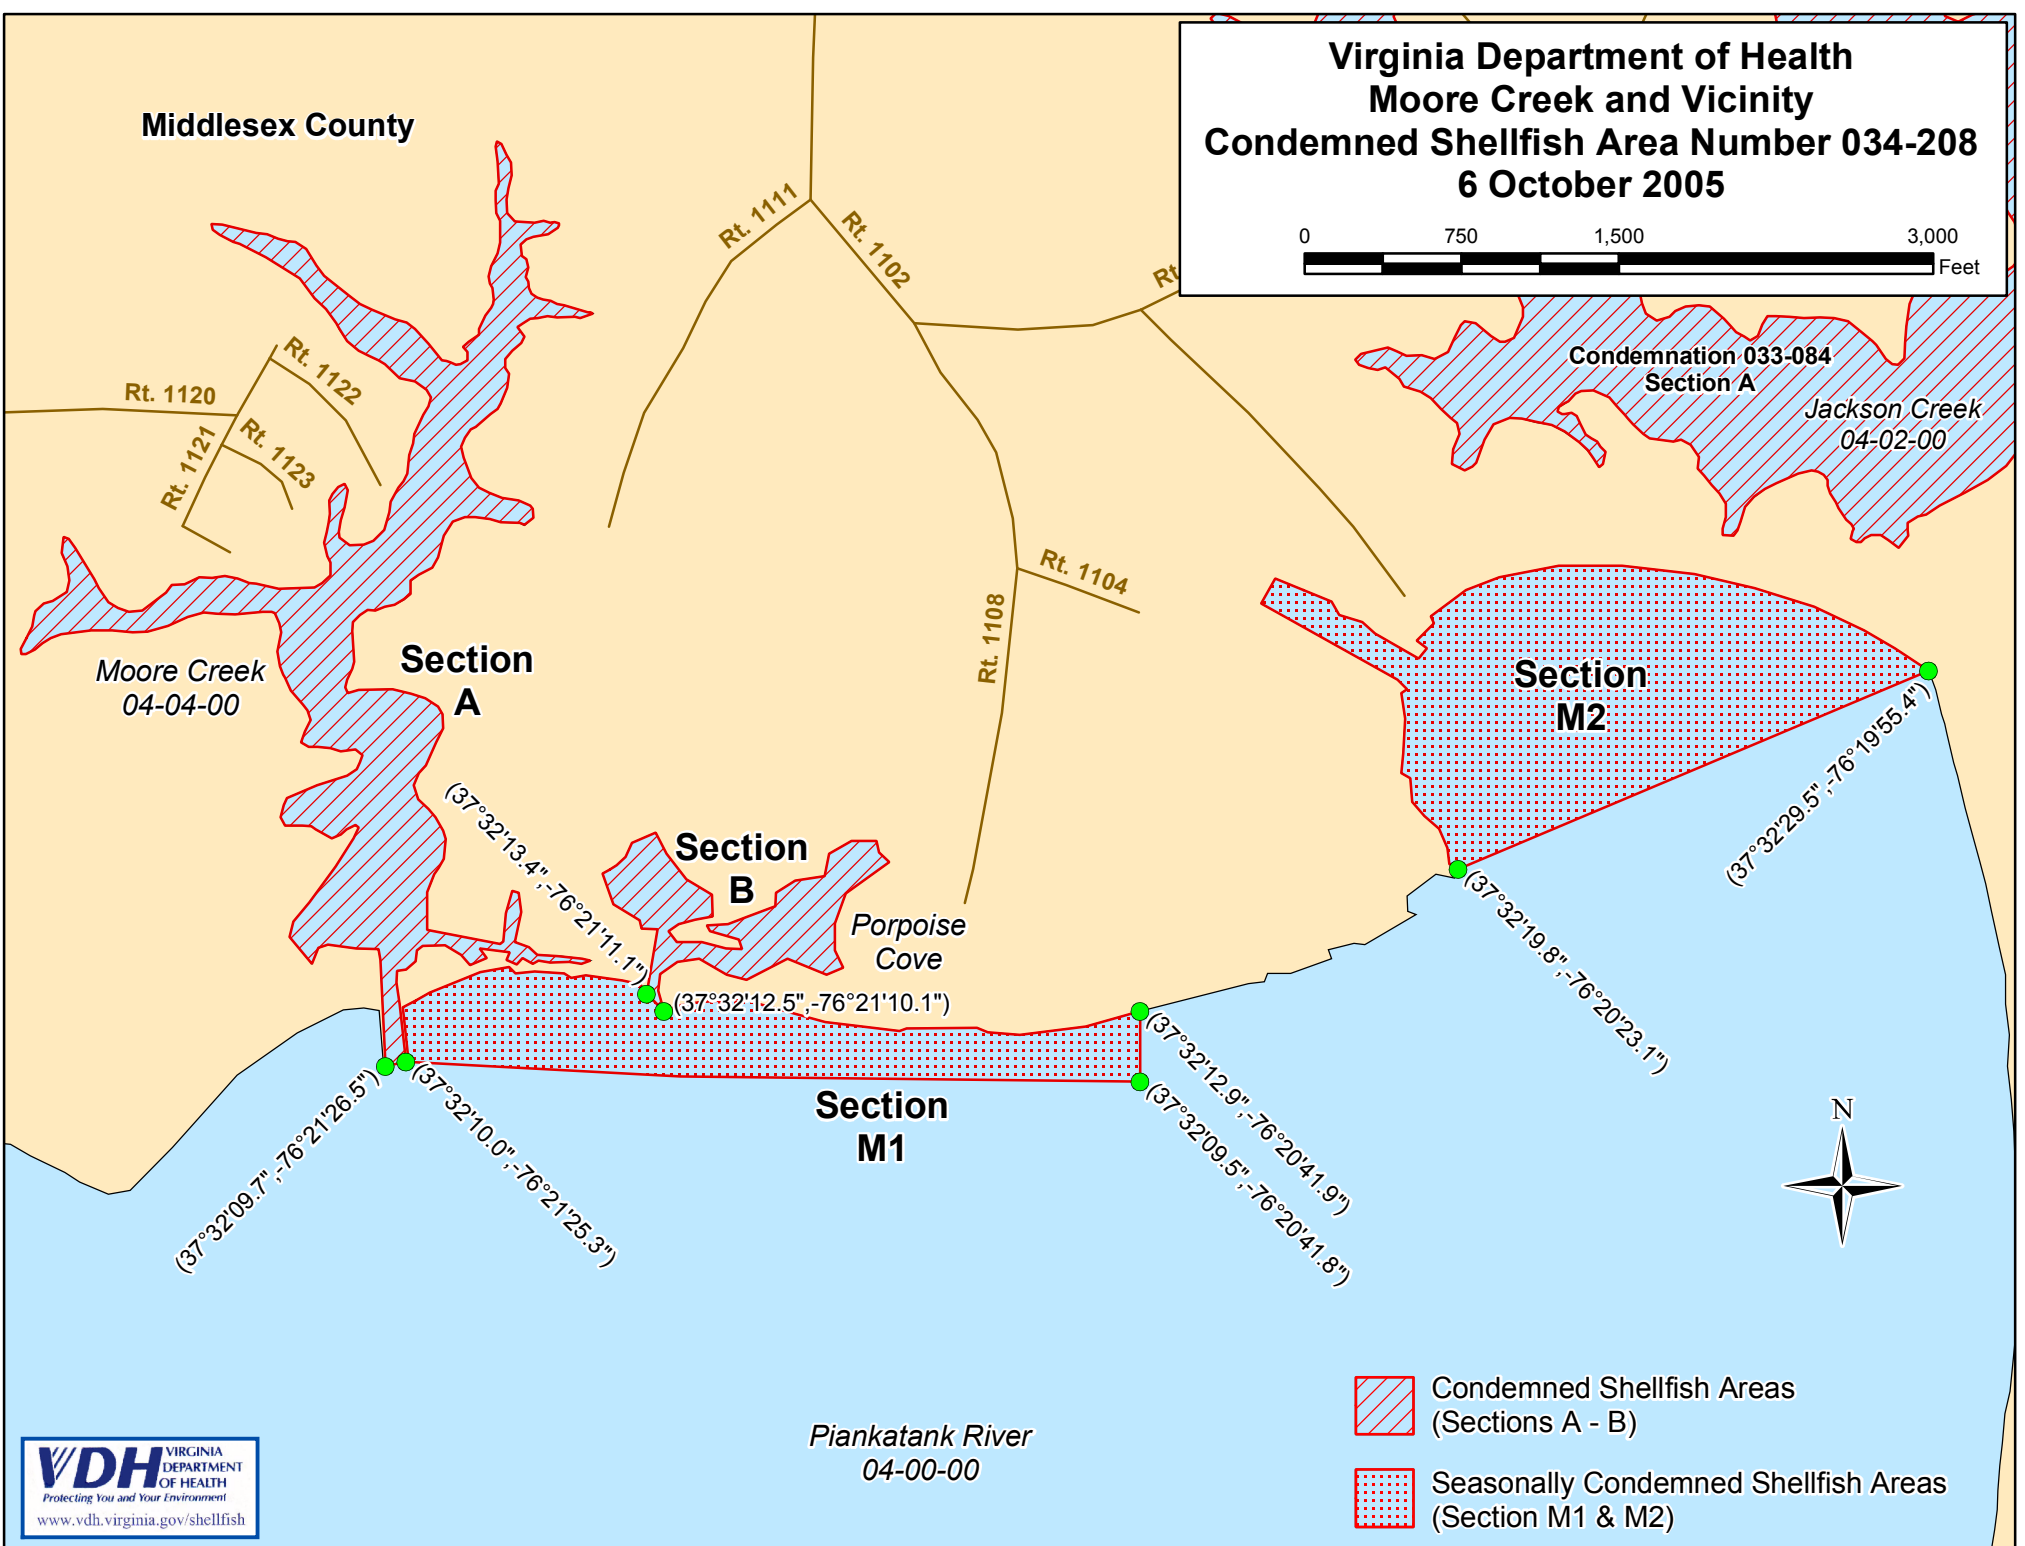 Virginia Department of Health
Moore Creek and Vicinity
Condemned Shellfish Area Number 034-208
6 October 2005
0 750 1,500 3,000
Feet
Middlesex County
Rt. 1111
Rt. 1102
Rt.
Condemnation 033-084
Section A
Jackson Creek
04-02-00
Rt. 1120
Rt. 1122
Rt. 1121
Rt. 1123
Rt. 1104
Rt. 1108
Moore Creek
04-04-00
Section
A
Section
M2
(37°32'29.5",-76°19'55.4")
(37°32'13.4",-76°21'11.1")
Section
B
Porpoise
Cove
(37°32'19.8",-76°20'23.1")
(37°32'12.5",-76°21'10.1")
(37°32'12.9",-76°20'41.9")
(37°32'09.5",-76°20'41.8")
(37°32'09.7",-76°21'26.5")
(37°32'10.0",-76°21'25.3")
Section
M1
N
Piankatank River
04-00-00
Condemned Shellfish Areas
(Sections A - B)
Seasonally Condemned Shellfish Areas
(Section M1 & M2)
VDH VIRGINIA
DEPARTMENT
OF HEALTH
Protecting You and Your Environment
www.vdh.virginia.gov/shellfish